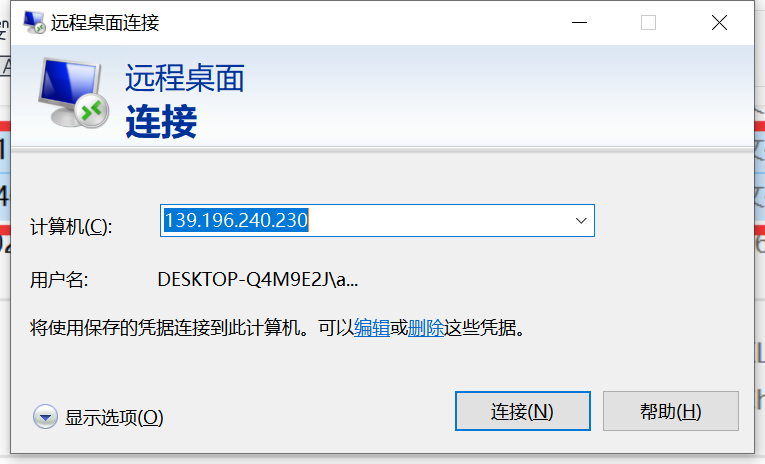 远程桌面连接
远程桌面
连接
计算机(C): 139.196.240.230
用户名: DESKTOP-Q4M9E2J\a...
将使用保存的凭据连接到此计算机。可以编辑或删除这些凭据。
显示选项(O) 连接(N) 帮助(H)